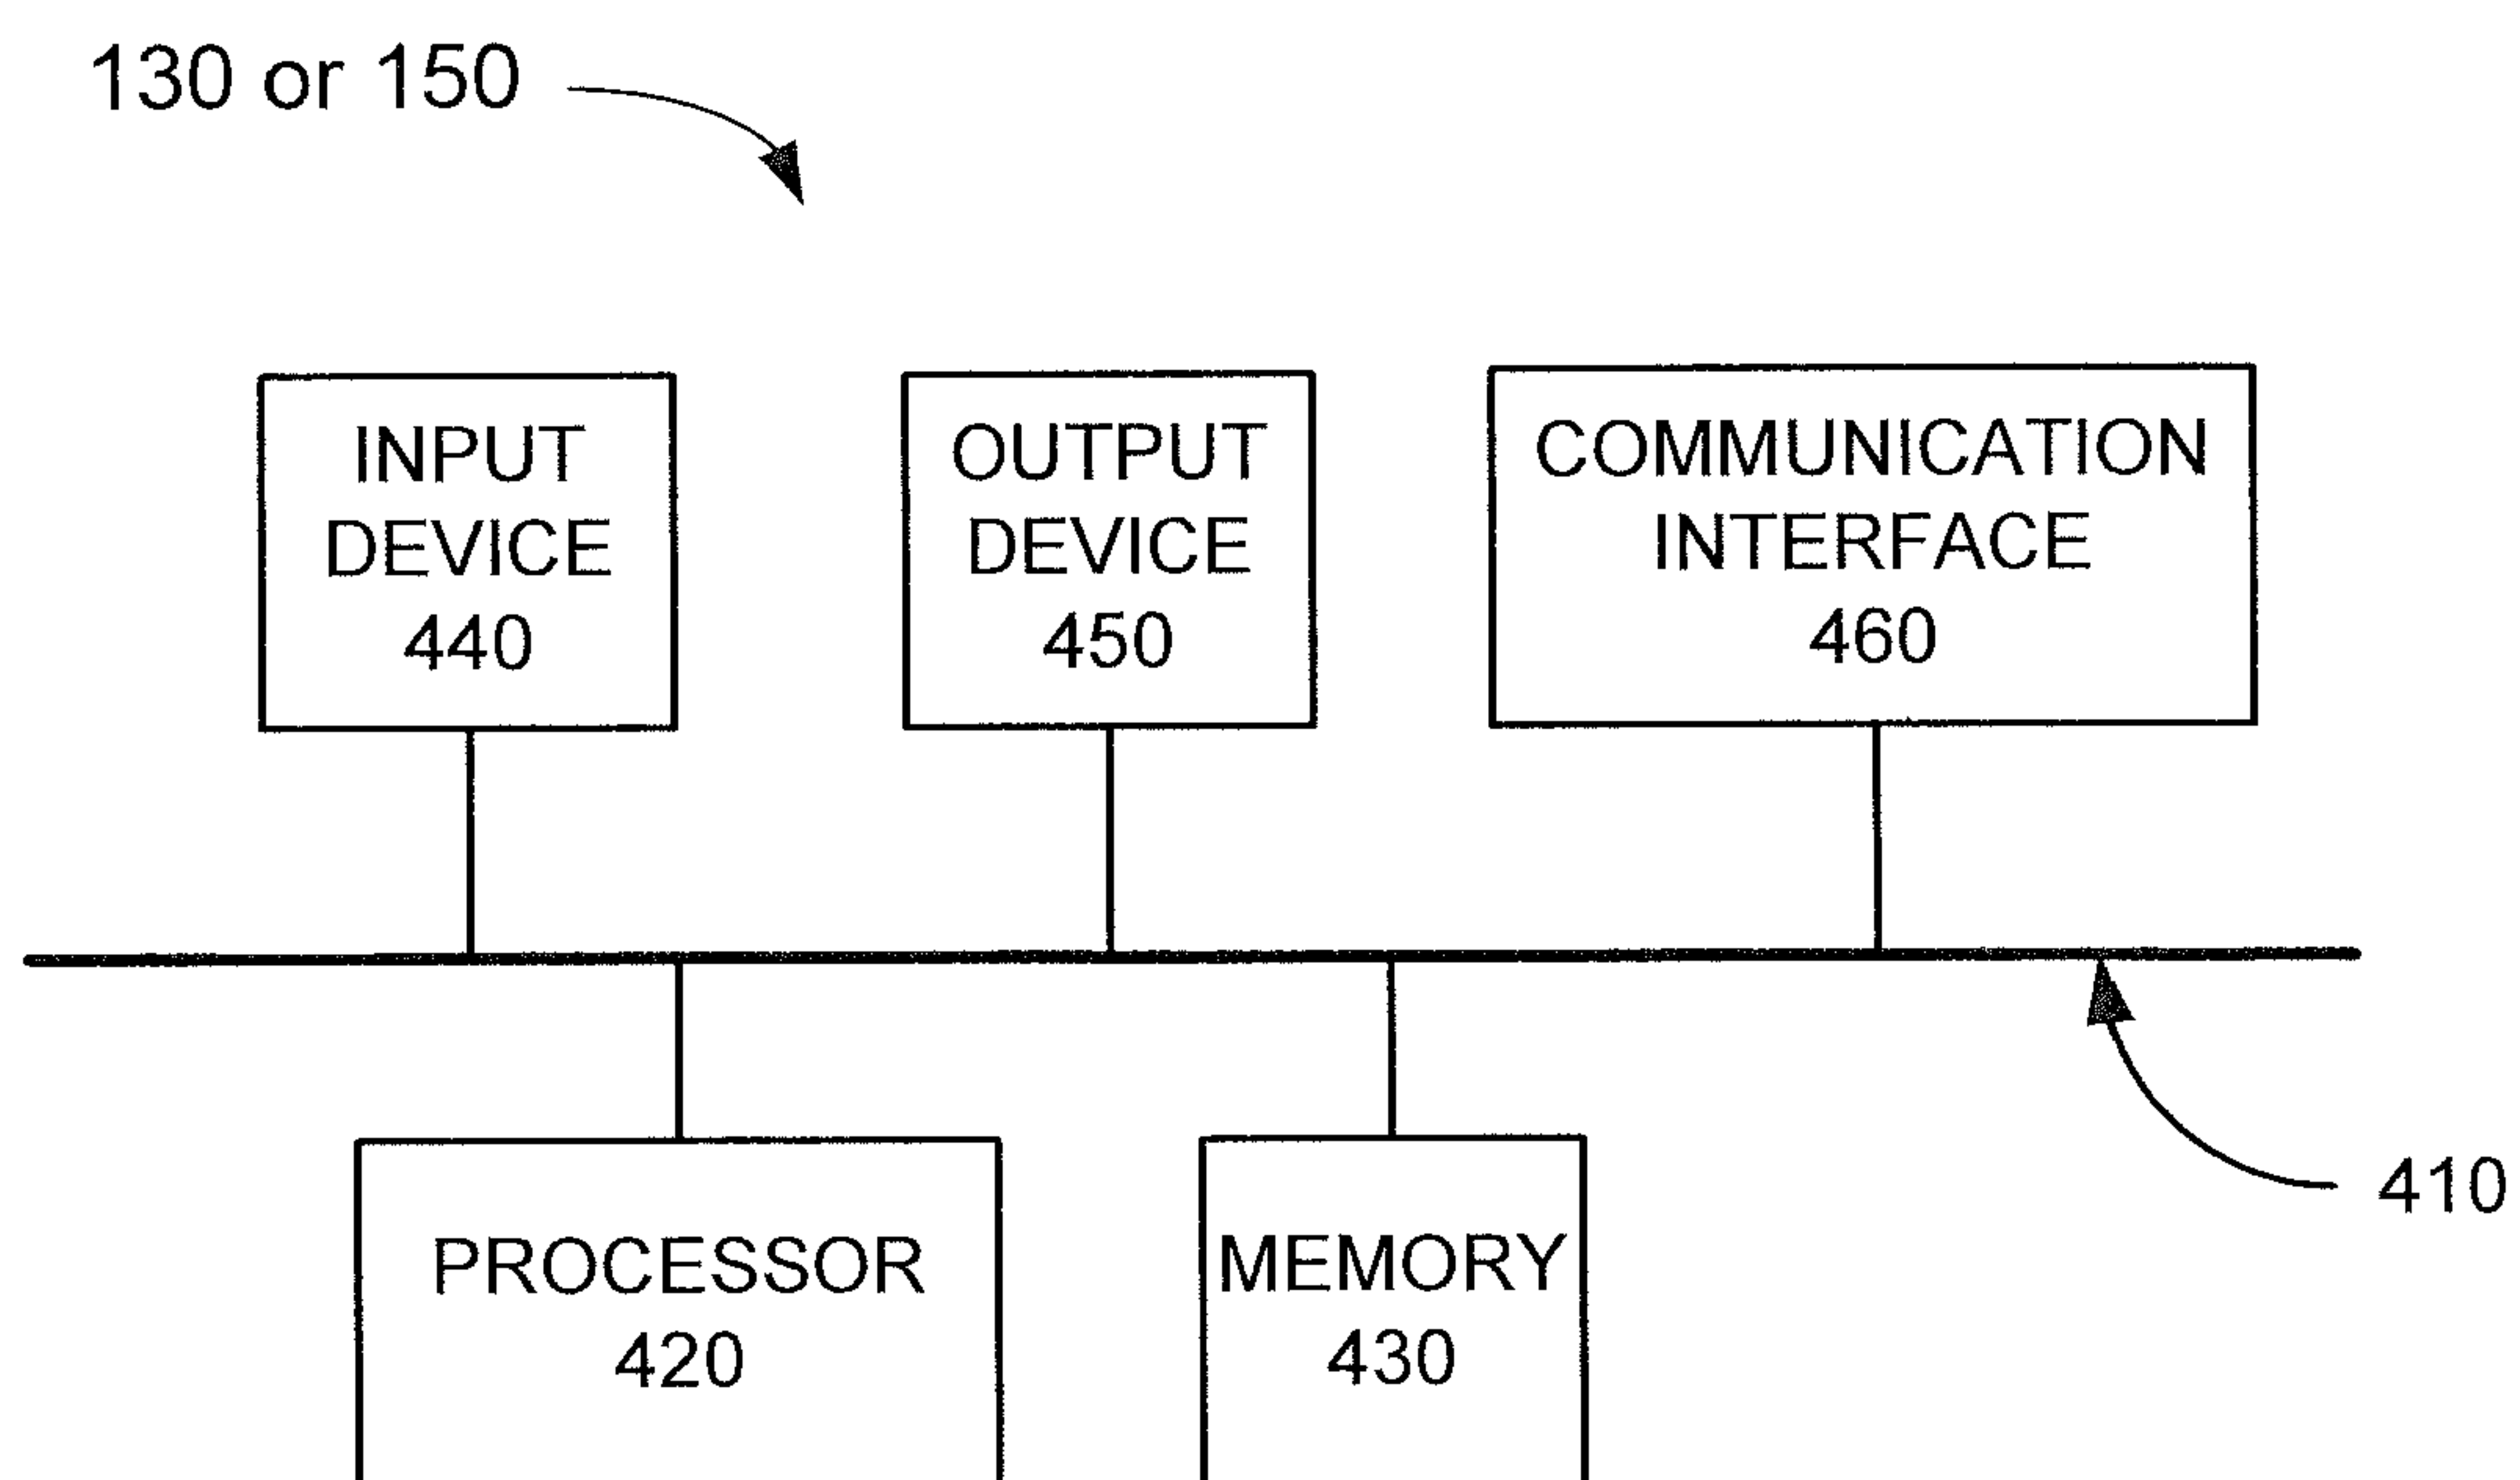 130 or 150
INPUT
DEVICE
440
OUTPUT
DEVICE
450
COMMUNICATION
INTERFACE
460
410
PROCESSOR
420
MEMORY
430